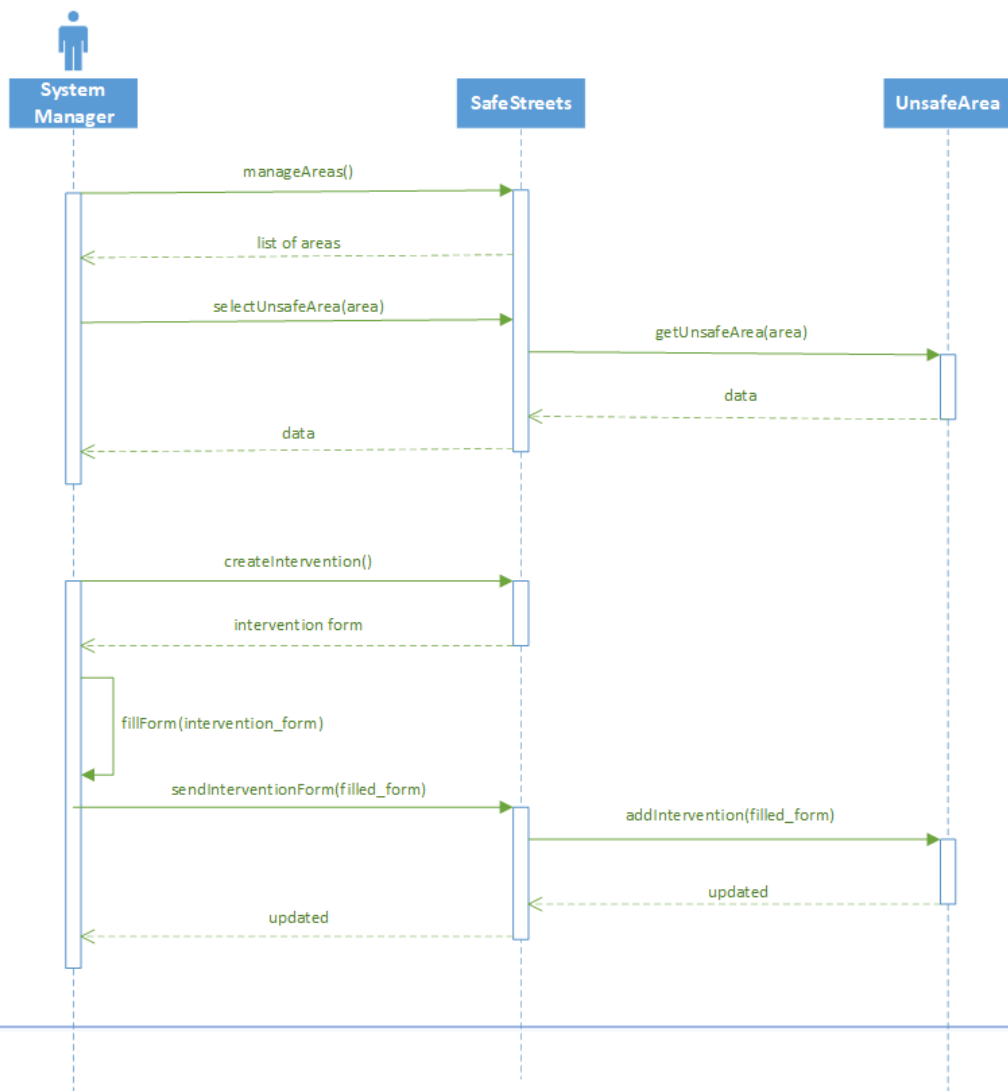 System
Manager
SafeStreets
UnsafeArea
manageAreas()
list of areas
selectUnsafeArea(area)
getUnsafeArea(area)
data
data
createIntervention()
intervention form
fillForm(intervention_form)
sendInterventionForm(filled_form)
addIntervention(filled_form)
updated
updated